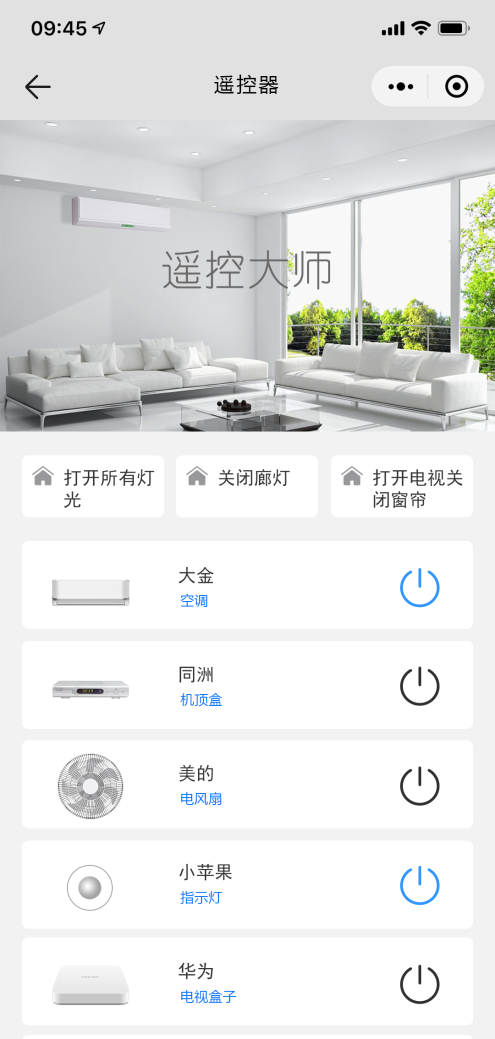 09:45
遥控器
遥控大师
打开所有灯
光
关闭廊灯
打开电视关
闭窗帘
大金
空调
同洲
机顶盒
美的
电风扇
小苹果
指示灯
华为
电视盒子